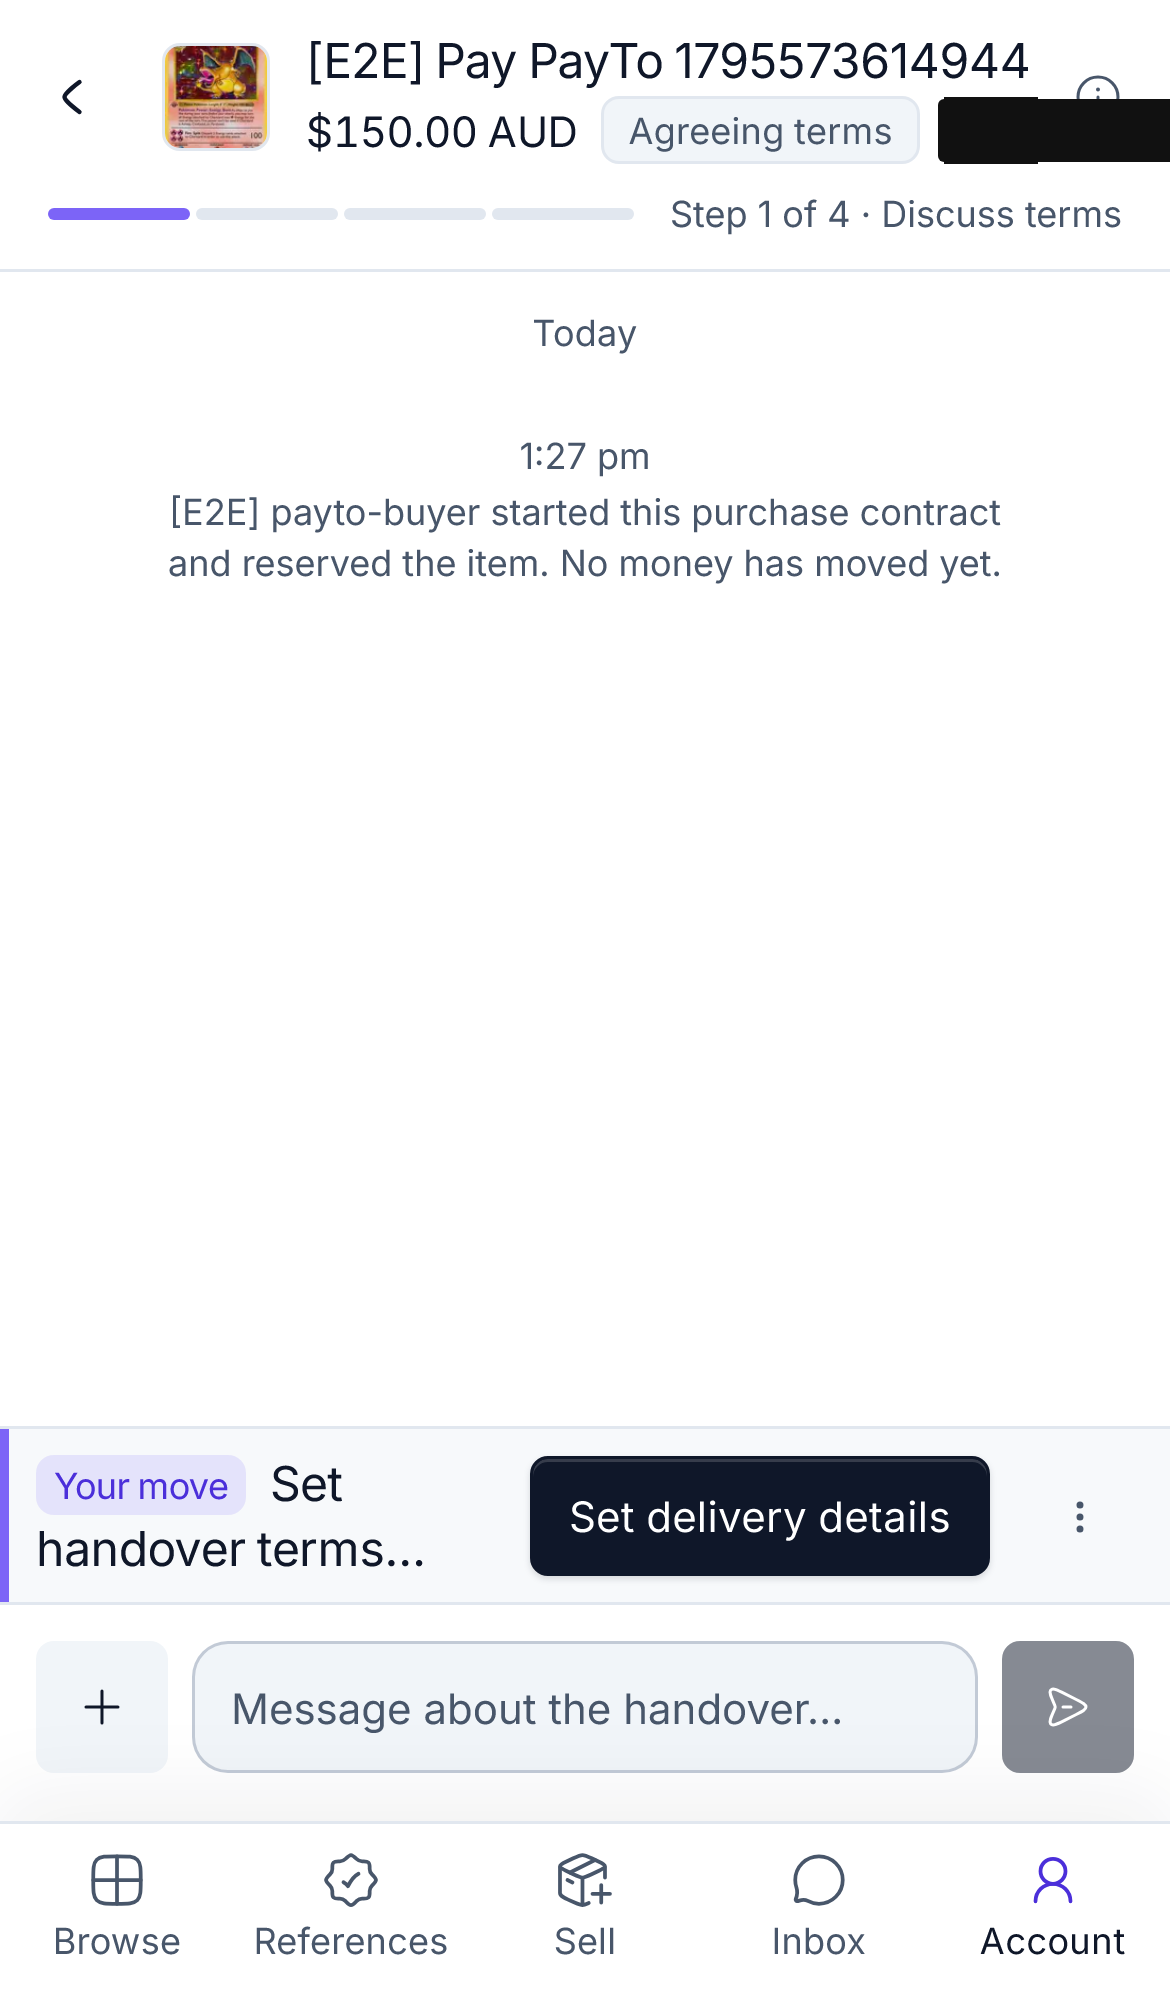 [E2E] Pay PayTo 1795573614944
$150.00 AUD Agreeing terms
Step 1 of 4 · Discuss terms
Today
1:27 pm
[E2E] payto-buyer started this purchase contract
and reserved the item. No money has moved yet.
Your move Set
handover terms...
Set delivery details
Message about the handover...
Browse
References
Sell
Inbox
Account